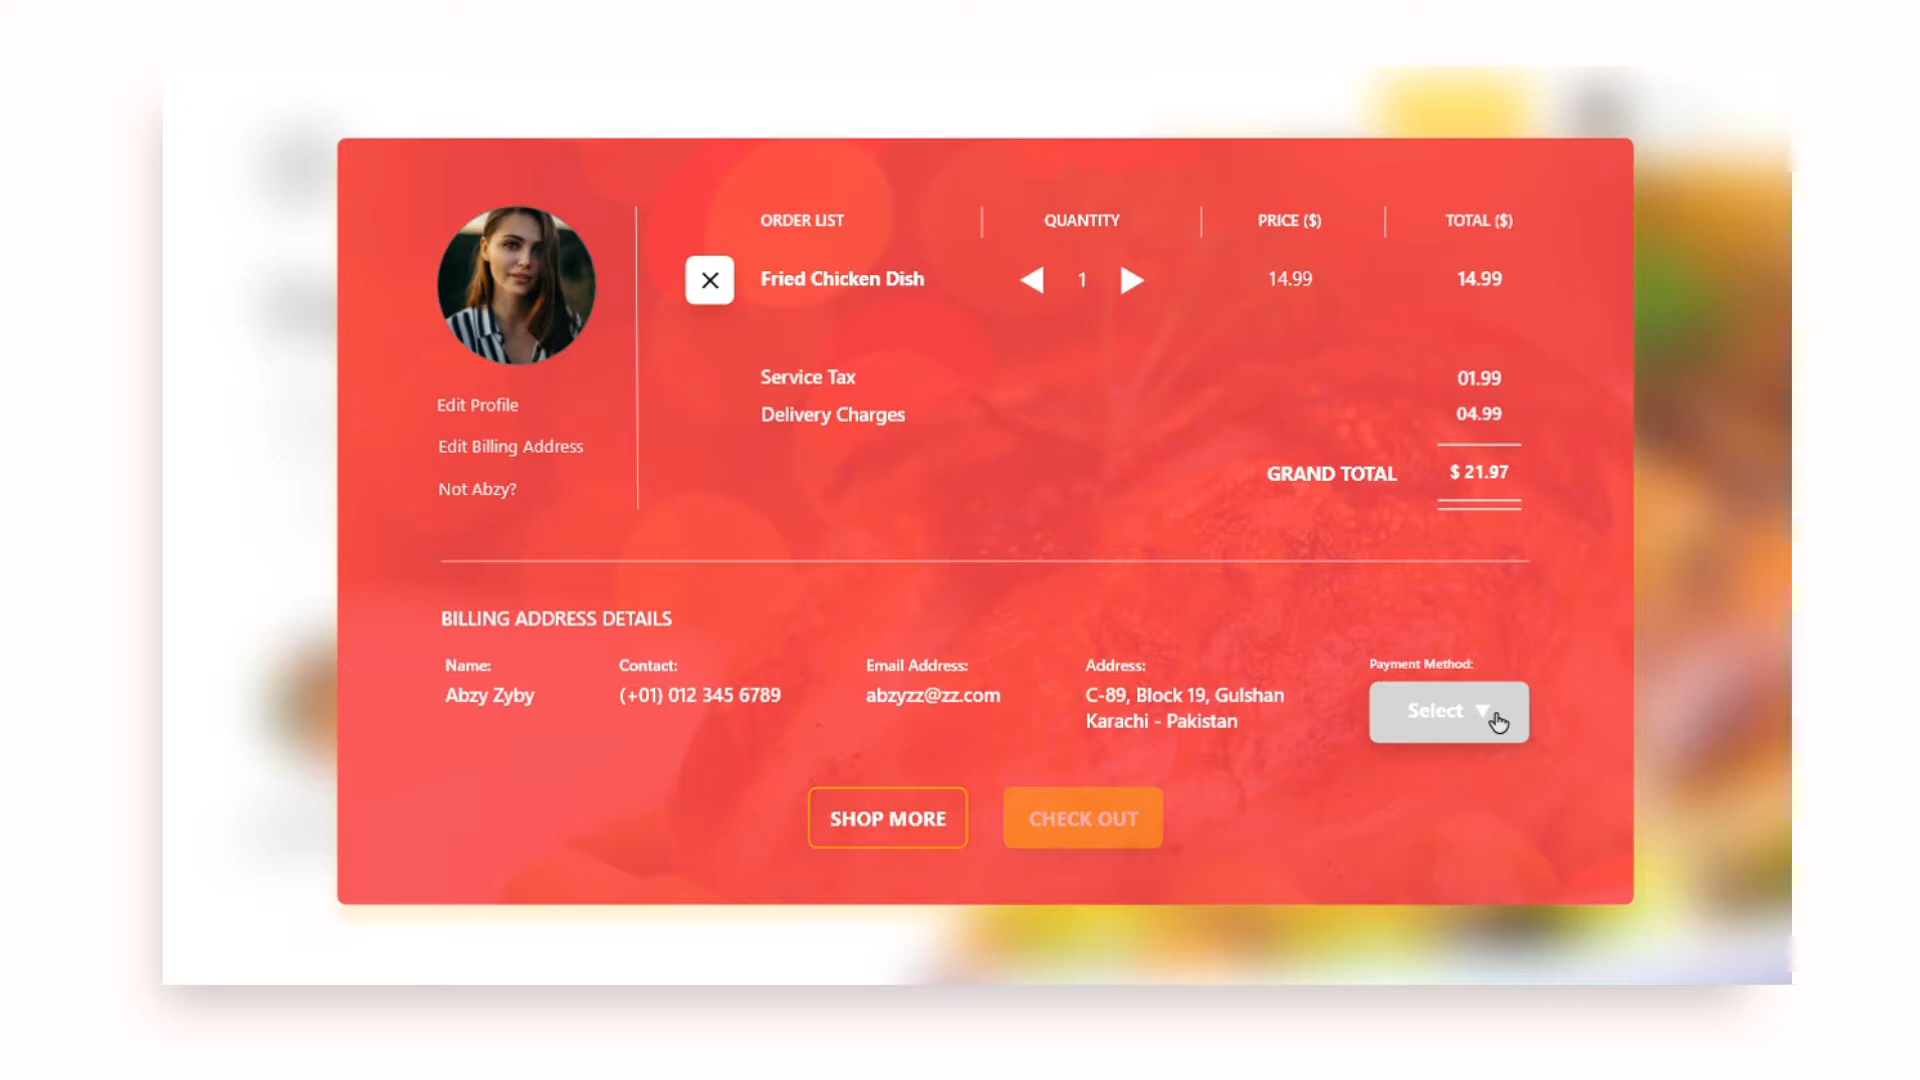 ORDER LIST QUANTITY PRICE ($) TOTAL ($)
Fried Chicken Dish 1 14.99 14.99
Service Tax 01.99
Delivery Charges 04.99
GRAND TOTAL $ 21.97
Edit Profile
Edit Billing Address
Not Abzy?
BILLING ADDRESS DETAILS
Name:
Abzy Zyby
Contact:
(+01) 012 345 6789
Email Address:
abzyzz@zz.com
Address:
C-89, Block 19, Gulshan
Karachi - Pakistan
Payment Method:
Select
SHOP MORE
CHECK OUT